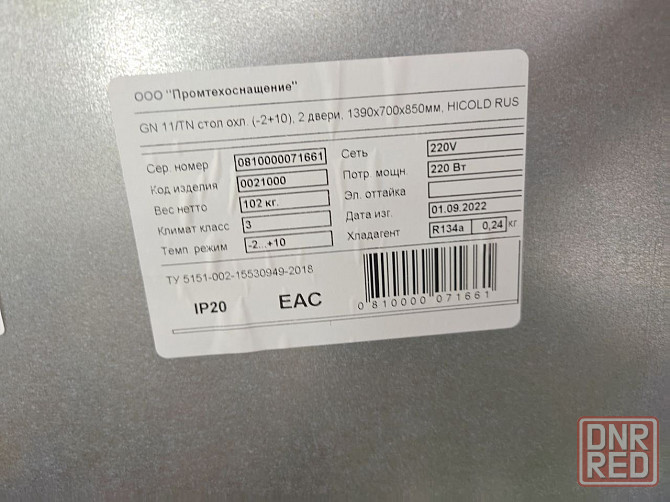 ООО "Промтехоснащение"
GN 11/TN стол охл. (-2+10), 2 двери, 1390x700x850мм, HICOLD RUS
Сер. номер 0810000071661 Сеть 220V
Код изделия 0021000 Потр. мощн. 220 Вт
Вес нетто 102 кг. Эл. оттайка
Климат класс 3 Дата изг. 01.09.2022
Темп. режим -2...+10 Хладагент R134a 0,24 кг.
ТУ 5151-002-15530949-2018
IP20 EAC 0 810000 071661
DNR
RED